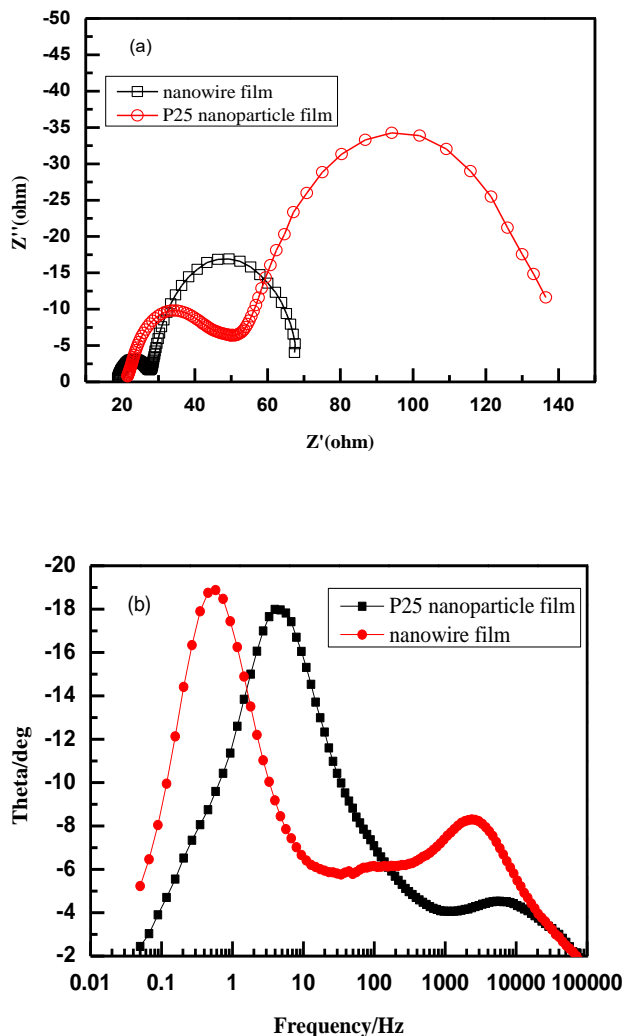 (a)
nanowire film
P25 nanoparticle film
Z''(ohm)
-50
-45
-40
-35
-30
-25
-20
-15
-10
-5
0
20 40 60 80 100 120 140
Z'(ohm)
(b)
P25 nanoparticle film
nanowire film
Theta/deg
-20
-18
-16
-14
-12
-10
-8
-6
-4
-2
0.01 0.1 1 10 100 1000 10000 100000
Frequency/Hz